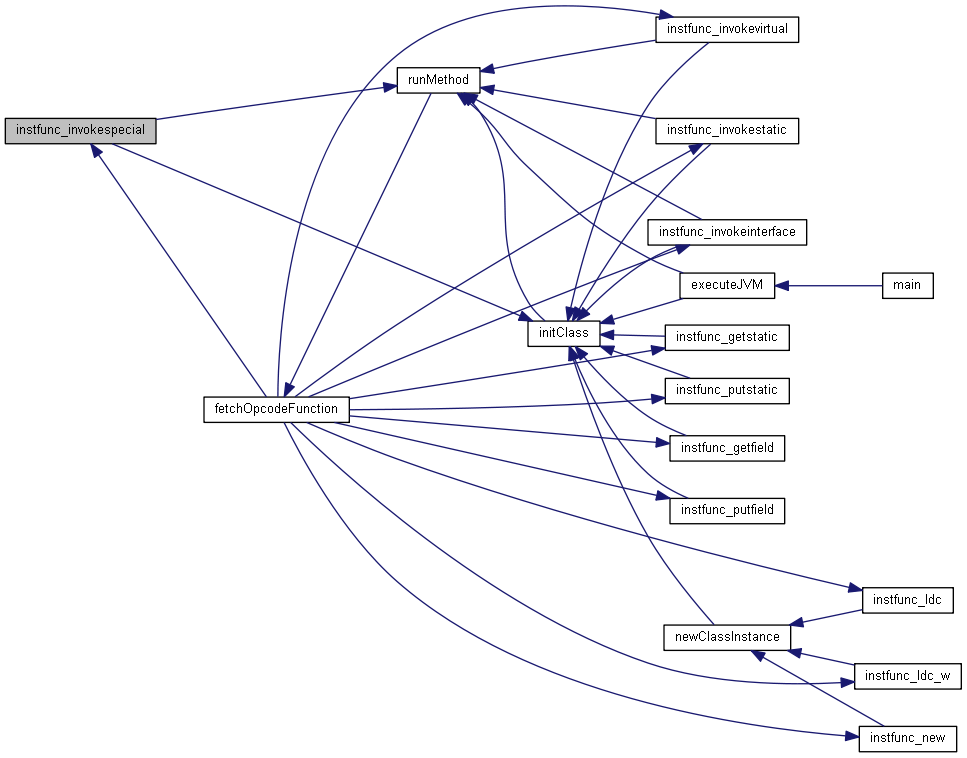 instfunc_invokevirtual
runMethod
instfunc_invokespecial
instfunc_invokestatic
instfunc_invokeinterface
executeJVM
main
initClass
instfunc_getstatic
instfunc_putstatic
fetchOpcodeFunction
instfunc_getfield
instfunc_putfield
instfunc_ldc
newClassInstance
instfunc_ldc_w
instfunc_new